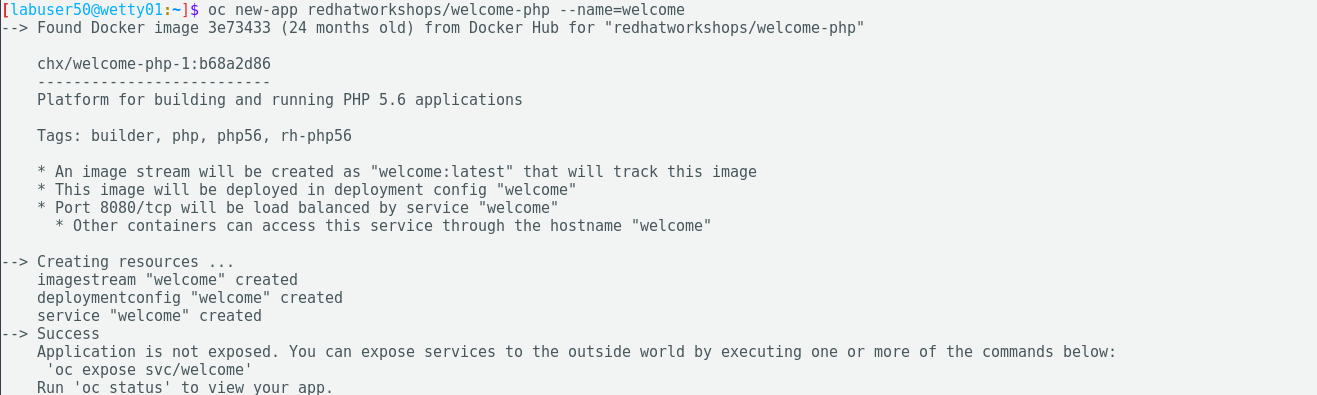 [labuser50@wetty01:~]$ oc new-app redhatworkshops/welcome-php --name=welcome
--> Found Docker image 3e73433 (24 months old) from Docker Hub for "redhatworkshops/welcome-php"
chx/welcome-php-1:b68a2d86
--------------------------
Platform for building and running PHP 5.6 applications
Tags: builder, php, php56, rh-php56
* An image stream will be created as "welcome:latest" that will track this image
* This image will be deployed in deployment config "welcome"
* Port 8080/tcp will be load balanced by service "welcome"
* Other containers can access this service through the hostname "welcome"
--> Creating resources ...
imagestream "welcome" created
deploymentconfig "welcome" created
service "welcome" created
--> Success
Application is not exposed. You can expose services to the outside world by executing one or more of the commands below:
'oc expose svc/welcome'
Run 'oc status' to view your app.